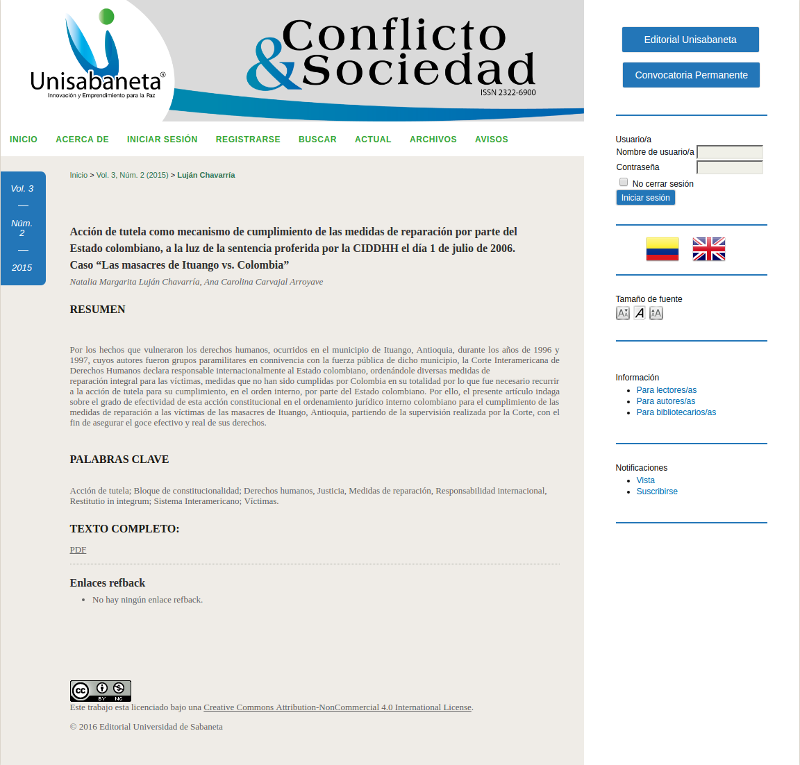 Unisabaneta®
Innovación y Emprendimiento para la Paz
Conflicto
&Sociedad
ISSN 2322-6900
INICIO ACERCA DE INICIAR SESIÓN REGISTRARSE BUSCAR ACTUAL ARCHIVOS AVISOS
Vol. 3
—
Núm.
2
—
2015
Inicio > Vol. 3, Núm. 2 (2015) > Luján Chavarría
Acción de tutela como mecanismo de cumplimiento de las medidas de reparación por parte del
Estado colombiano, a la luz de la sentencia proferida por la CIDDHH el día 1 de julio de 2006.
Caso “Las masacres de Ituango vs. Colombia”
Natalia Margarita Luján Chavarría, Ana Carolina Carvajal Arroyave
RESUMEN
Por los hechos que vulneraron los derechos humanos, ocurridos en el municipio de Ituango, Antioquia, durante los años de 1996 y
1997, cuyos autores fueron grupos paramilitares en connivencia con la fuerza pública de dicho municipio, la Corte Interamericana de
Derechos Humanos declara responsable internacionalmente al Estado colombiano, ordenándole diversas medidas de
reparación integral para las víctimas, medidas que no han sido cumplidas por Colombia en su totalidad por lo que fue necesario recurrir
a la acción de tutela para su cumplimiento, en el orden interno, por parte del Estado colombiano. Por ello, el presente artículo indaga
sobre el grado de efectividad de esta acción constitucional en el ordenamiento jurídico interno colombiano para el cumplimiento de las
medidas de reparación a las víctimas de las masacres de Ituango, Antioquia, partiendo de la supervisión realizada por la Corte, con el
fin de asegurar el goce efectivo y real de sus derechos.
PALABRAS CLAVE
Acción de tutela; Bloque de constitucionalidad; Derechos humanos, Justicia, Medidas de reparación, Responsabilidad internacional,
Restitutio in integrum; Sistema Interamericano; Víctimas.
TEXTO COMPLETO:
PDF
Enlaces refback
• No hay ningún enlace refback.
cc BY NC
Este trabajo esta licenciado bajo una Creative Commons Attribution-NonCommercial 4.0 International License.
© 2016 Editorial Universidad de Sabaneta
Editorial Unisabaneta
Convocatoria Permanente
Usuario/a
Nombre de usuario/a
Contraseña
No cerrar sesión
Iniciar sesión
Tamaño de fuente
A A A
Información
• Para lectores/as
• Para autores/as
• Para bibliotecarios/as
Notificaciones
• Vista
• Suscribirse